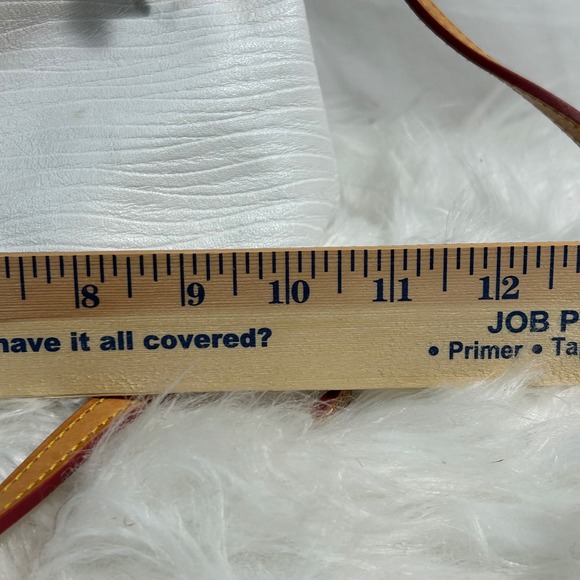 8 9 10 11 12
have it all covered?
JOB P
• Primer • Ta